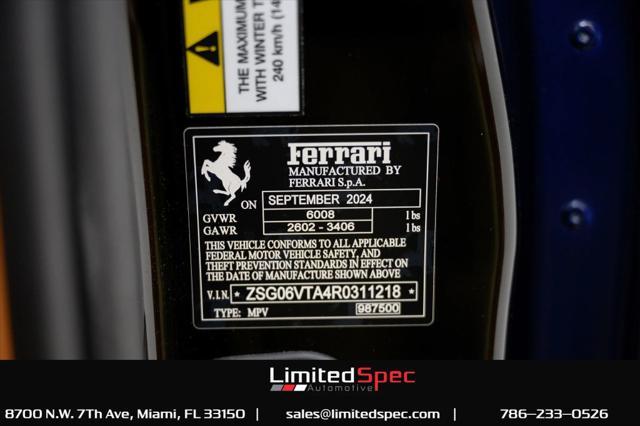 THE MAXIMUM
WITH WINTER T
240 km/h (14
Ferrari
MANUFACTURED BY
FERRARI S.p.A.
ON SEPTEMBER 2024
GVWR 6008 lbs
GAWR 2602 - 3406 lbs
THIS VEHICLE CONFORMS TO ALL APPLICABLE
FEDERAL MOTOR VEHICLE SAFETY, AND
THEFT PREVENTION STANDARDS IN EFFECT ON
THE DATE OF MANUFACTURE SHOWN ABOVE
V.I.N. * ZSG06VTA4R0311218 *
TYPE: MPV 987500
LimitedSpec
Automotive
8700 N.W. 7Th Ave, Miami, FL 33150 | sales@limitedspec.com | 786-233-0526